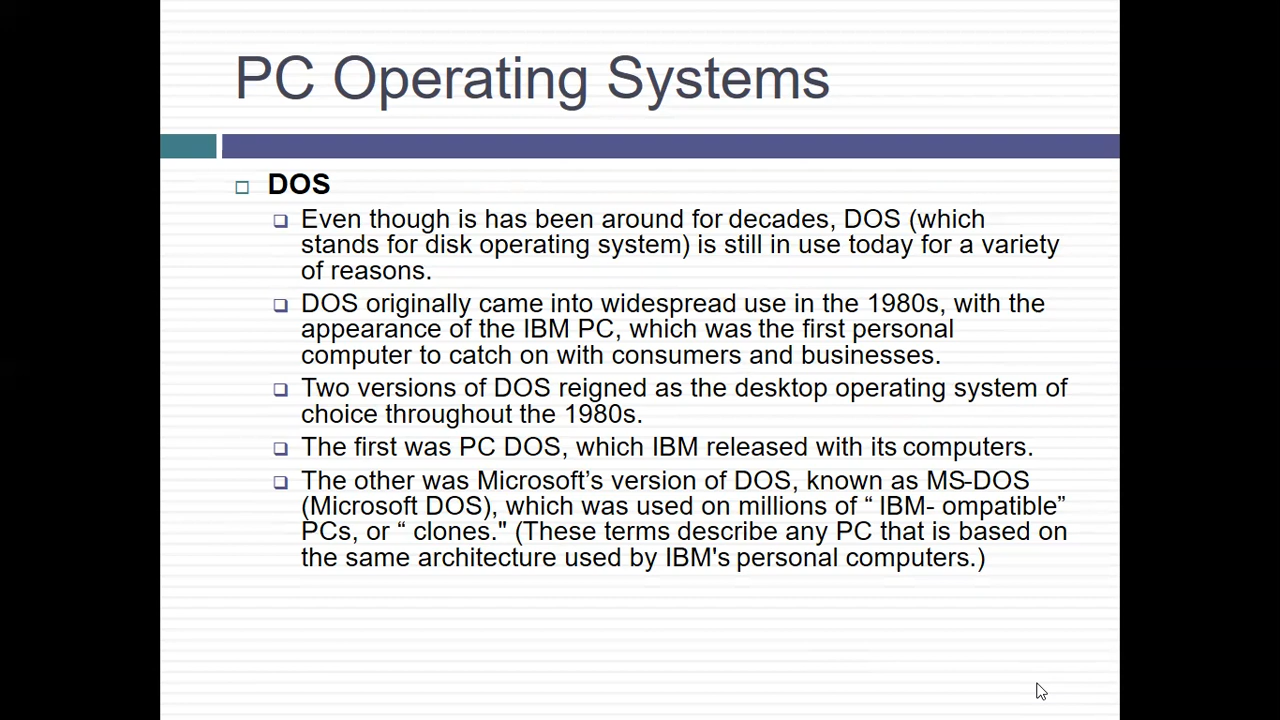 PC Operating Systems
DOS
Even though is has been around for decades, DOS (which
stands for disk operating system) is still in use today for a variety
of reasons.
DOS originally came into widespread use in the 1980s, with the
appearance of the IBM PC, which was the first personal
computer to catch on with consumers and businesses.
Two versions of DOS reigned as the desktop operating system of
choice throughout the 1980s.
The first was PC DOS, which IBM released with its computers.
The other was Microsoft’s version of DOS, known as MS-DOS
(Microsoft DOS), which was used on millions of “ IBM- ompatible”
PCs, or “ clones." (These terms describe any PC that is based on
the same architecture used by IBM's personal computers.)